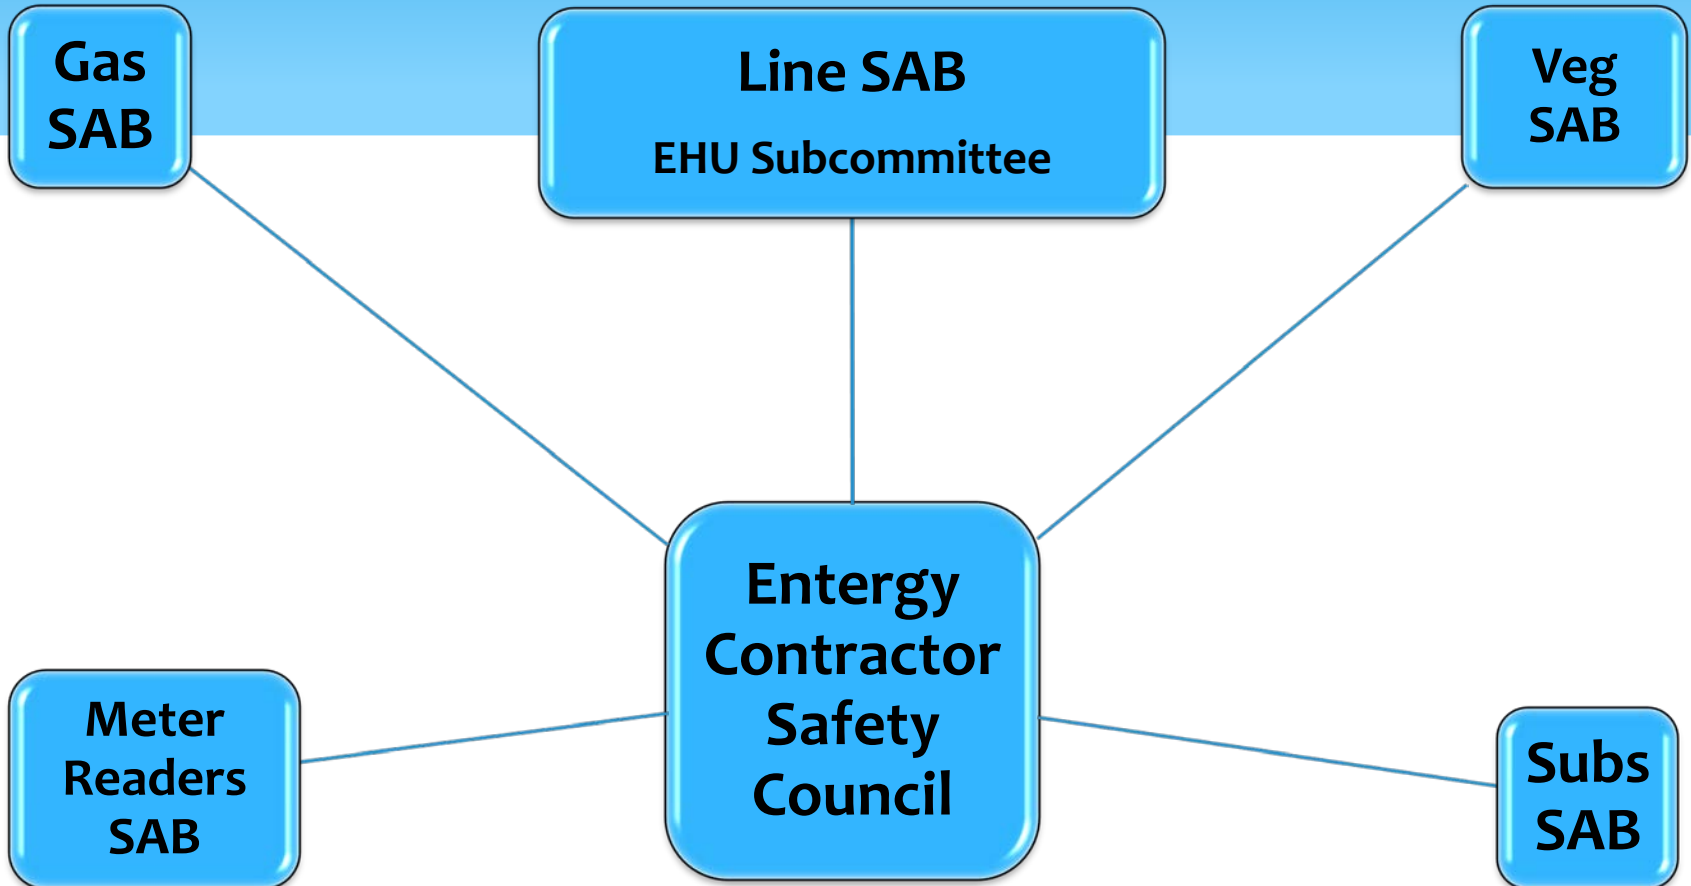 Gas
SAB
Line SAB
EHU Subcommittee
Veg
SAB
Entergy
Contractor
Safety
Council
Meter
Readers
SAB
Subs
SAB